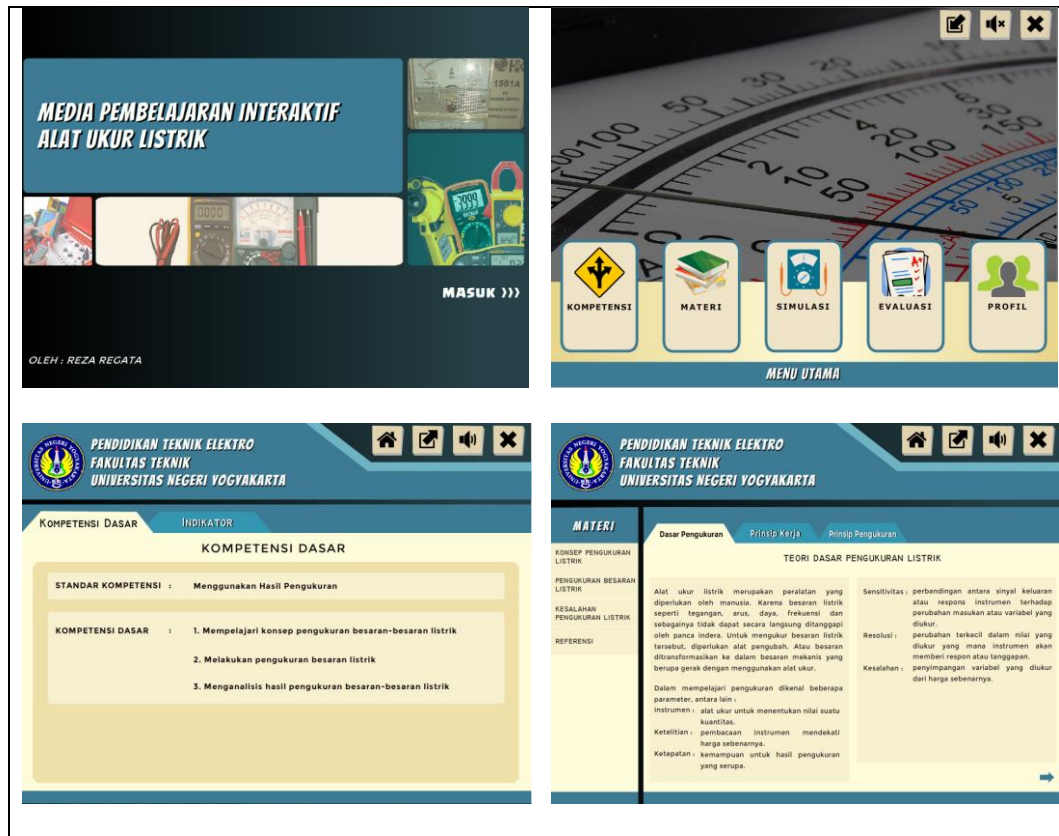 MEDIA PEMBELAJARAN INTERAKTIF
ALAT UKUR LISTRIK
MASUK >>>
OLEH : REZA REGATA
KOMPETENSI
MATERI
SIMULASI
EVALUASI
PROFIL
MENU UTAMA
PENDIDIKAN TEKNIK ELEKTRO
FAKULTAS TEKNIK
UNIVERSITAS NEGERI YOGYAKARTA
KOMPETENSI DASAR
INDIKATOR
KOMPETENSI DASAR
STANDAR KOMPETENSI : Menggunakan Hasil Pengukuran
KOMPETENSI DASAR : 1. Mempelajari konsep pengukuran besaran-besaran listrik
2. Melakukan pengukuran besaran listrik
3. Menganalisis hasil pengukuran besaran-besaran listrik
PENDIDIKAN TEKNIK ELEKTRO
FAKULTAS TEKNIK
UNIVERSITAS NEGERI YOGYAKARTA
MATERI
KONSEP PENGUKURAN
LISTRIK
PENGUKURAN BESARAN
LISTRIK
KESALAHAN
PENGUKURAN LISTRIK
REFERENSI
Dasar Pengukuran
Prinsip Kerja
Prinsip Pengukuran
TEORI DASAR PENGUKURAN LISTRIK
Alat ukur listrik merupakan peralatan yang
diperlukan oleh manusia. Karena besaran listrik
seperti tegangan, arus, daya, frekuensi dan
sebagainya tidak dapat secara langsung ditanggapi
oleh panca indera. Untuk mengukur besaran listrik
tersebut, diperlukan alat pengubah. Atau besaran
ditransformasikan ke dalam besaran mekanis yang
berupa gerak dengan menggunakan alat ukur.
Dalam mempelajari pengukuran dikenal beberapa
parameter, antara lain :
Instrumen : alat ukur untuk menentukan nilai suatu
kuantitas.
Ketelitian : pembacaan instrumen mendekati
harga sebenarnya.
Ketepatan : kemampuan untuk hasil pengukuran
yang serupa.
Sensitivitas : perbandingan antara sinyal keluaran
atau respons instrumen terhadap
perubahan masukan atau variabel yang
diukur.
Resolusi : perubahan terkecil dalam nilai yang
diukur yang mana instrumen akan
memberi respon atau tanggapan.
Kesalahan : penyimpangan variabel yang diukur
dari harga sebenarnya.